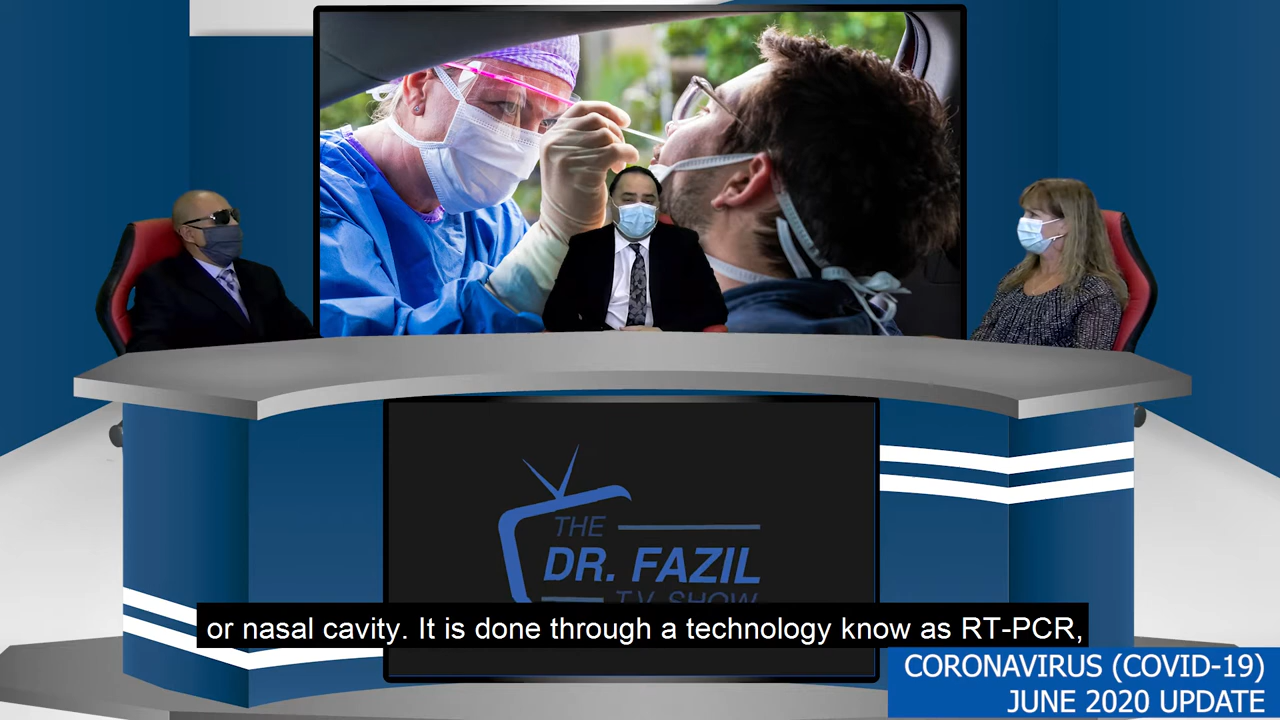 THE
DR. FAZIL
T.V. SHOW
or nasal cavity. It is done through a technology know as RT-PCR,
CORONAVIRUS (COVID-19)
JUNE 2020 UPDATE